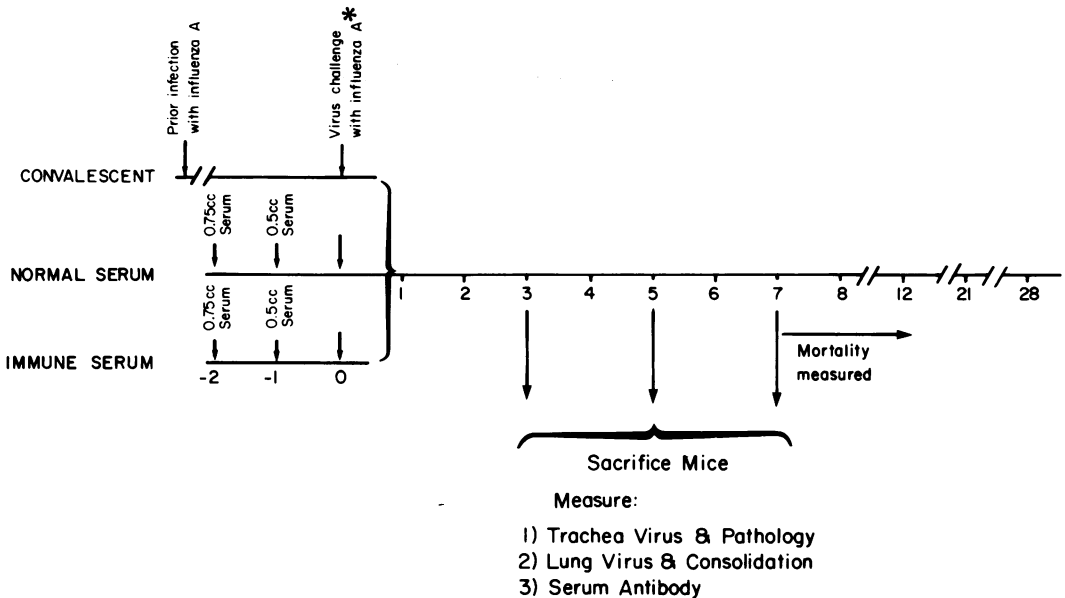 Prior infection
with influenza A
Virus challenge
with influenza A*
CONVALESCENT
0.75cc
Serum
0.5cc
Serum
NORMAL SERUM
1 2 3 4 5 6 7 8 12 21 28
0.75cc
Serum
0.5cc
Serum
IMMUNE SERUM
-2 -1 0
Mortality
measured
Sacrifice Mice
Measure:
1) Trachea Virus & Pathology
2) Lung Virus & Consolidation
3) Serum Antibody